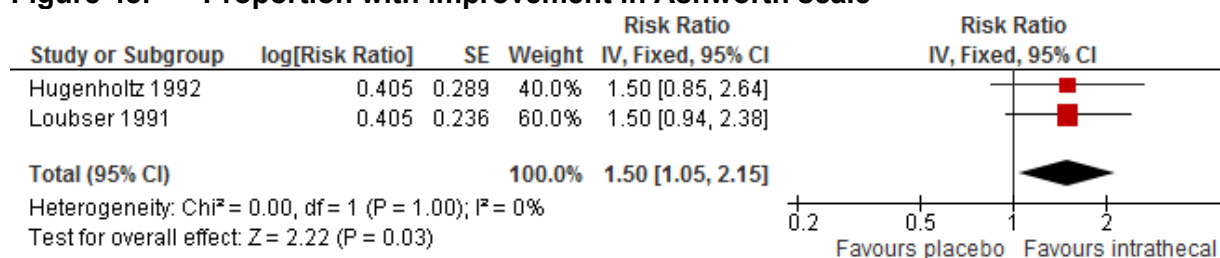 Risk Ratio Risk Ratio
Study or Subgroup log[Risk Ratio] SE Weight IV, Fixed, 95% CI IV, Fixed, 95% CI
Hugenholtz 1992 0.405 0.289 40.0% 1.50 [0.85, 2.64]
Loubser 1991 0.405 0.236 60.0% 1.50 [0.94, 2.38]
Total (95% CI) 100.0% 1.50 [1.05, 2.15]
Heterogeneity: Chi² = 0.00, df = 1 (P = 1.00); I² = 0%
Test for overall effect: Z = 2.22 (P = 0.03)
0.2 0.5 1 2
Favours placebo Favours intrathecal